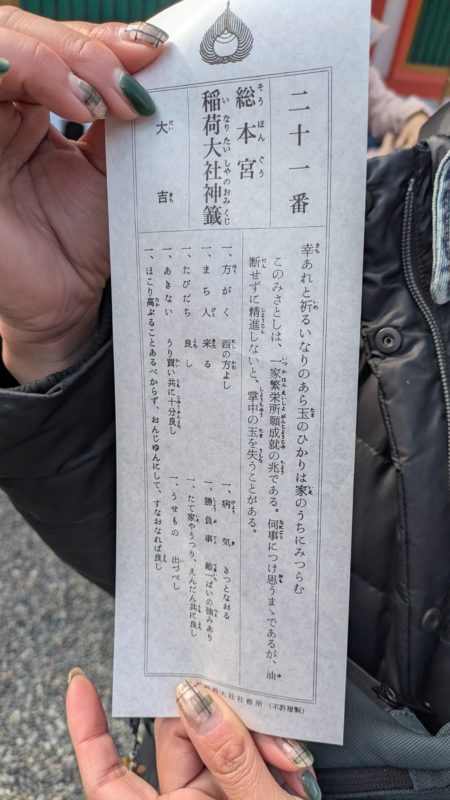 二十一番
総本宮
稲荷大社神籤
大吉
幸あれと祈るいなりのあら玉のひかりは家のうちにみつらむ
このみさとしは、一家繁栄所願成就の兆である。何事につけ思うまゝであるが、油
断せずに精進しないと、掌中の玉を失うことがある。
一、方がく 酉の方よし
一、まち人 来る
一、たびだち 良し
一、あきない うり買い共に十分良し
一、病気 きつとなおる
一、勝負事 敵一ぱいの強みあり
一、たて家やうつり、えんだん共に良し
一、うせもの 出づべし
一、ほこり高ぶることあるべからず、おんじゆんにして、すなおなれば良し
大社社務所(不許複製)